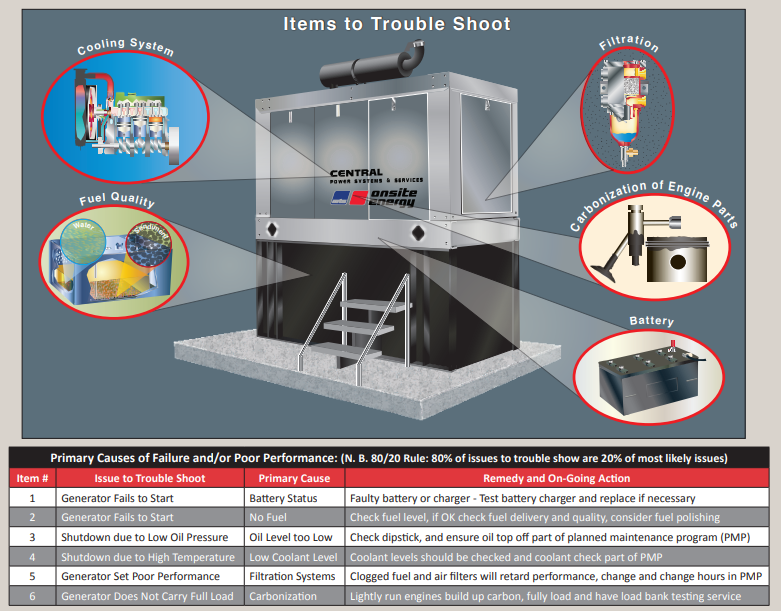 Items to Trouble Shoot
Cooling System
Filtration
CENTRAL
POWER SYSTEMS & SERVICES
onsite
energy
Fuel Quality
Water
Carbonization of Engine Parts
Battery
Primary Causes of Failure and/or Poor Performance: (N. B. 80/20 Rule: 80% of issues to trouble show are 20% of most likely issues)
Item # Issue to Trouble Shoot Primary Cause Remedy and On-Going Action
1 Generator Fails to Start Battery Status Faulty battery or charger - Test battery charger and replace if necessary
2 Generator Fails to Start No Fuel Check fuel level, if OK check fuel delivery and quality, consider fuel polishing
3 Shutdown due to Low Oil Pressure Oil Level too Low Check dipstick, and ensure oil top off part of planned maintenance program (PMP)
4 Shutdown due to High Temperature Low Coolant Level Coolant levels should be checked and coolant check part of PMP
5 Generator Set Poor Performance Filtration Systems Clogged fuel and air filters will retard performance, change and change hours in PMP
6 Generator Does Not Carry Full Load Carbonization Lightly run engines build up carbon, fully load and have load bank testing service